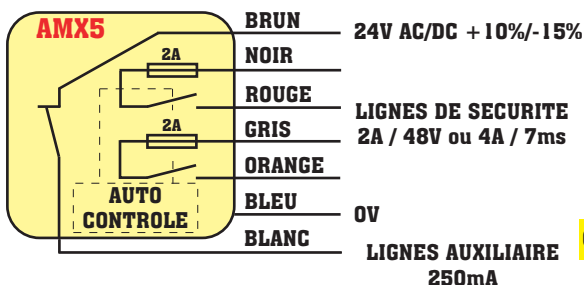 AMX5
BRUN
24V AC/DC +10%/-15%
2A
NOIR
ROUGE
LIGNES DE SECURITE
2A / 48V ou 4A / 7ms
2A
GRIS
ORANGE
AUTO
CONTROLE
BLEU
0V
BLANC
LIGNES AUXILIAIRE
250mA